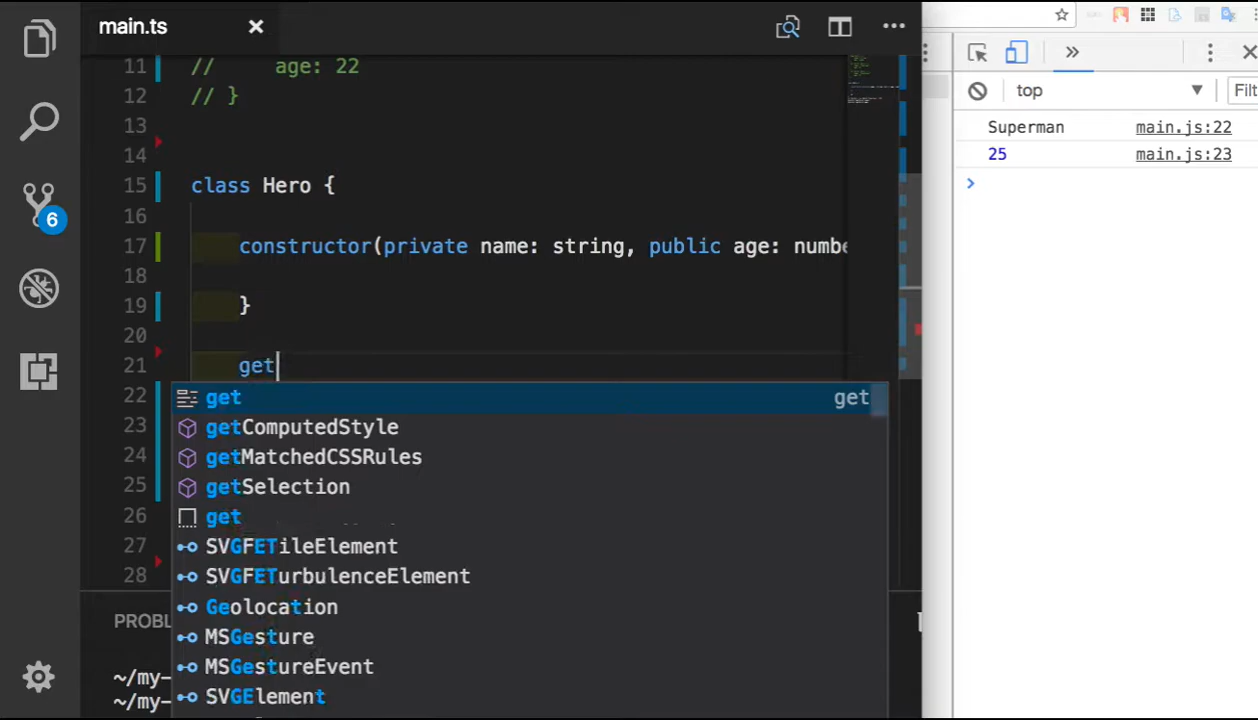 main.ts
11 // age: 22
12 // }
13
14
15 class Hero {
16
17 constructor(private name: string, public age: numbe
18
19 }
20
21 get
22
23
24
25
26
27
28
get get
getComputedStyle
getMatchedCSSRules
getSelection
get
SVGFETileElement
SVGFETurbulenceElement
Geolocation
MSGesture
MSGestureEvent
SVGElement
6
PROBL
~/my-
~/my-
top Filt
Superman main.js:22
25 main.js:23